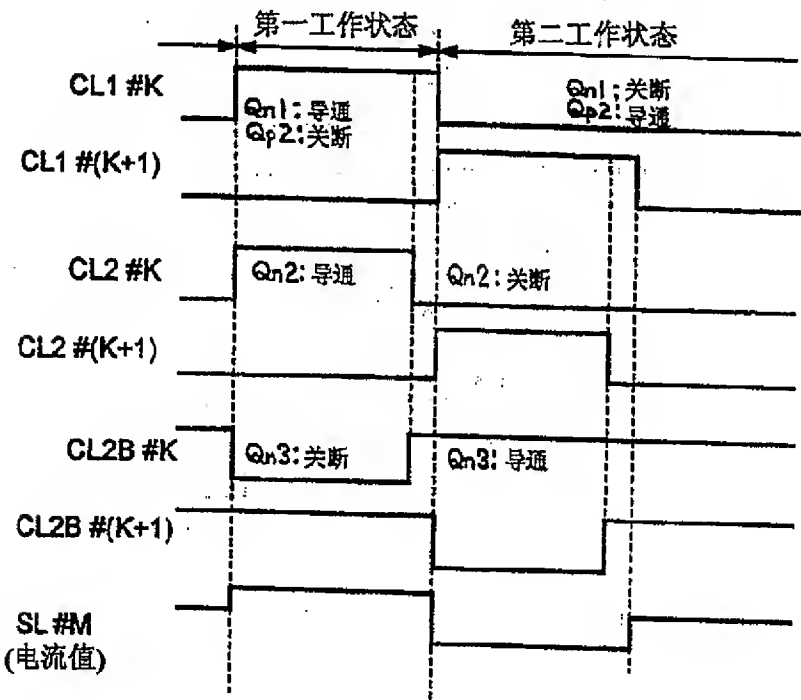 第一工作状态
第二工作状态
CL1 #K
Qn1: 导通
Qp2: 关断
Qn1: 关断
Qp2: 导通
CL1 #(K+1)
CL2 #K
Qn2: 导通
Qn2: 关断
CL2 #(K+1)
CL2B #K
Qn3: 关断
Qn3: 导通
CL2B #(K+1)
SL #M
(电流值)